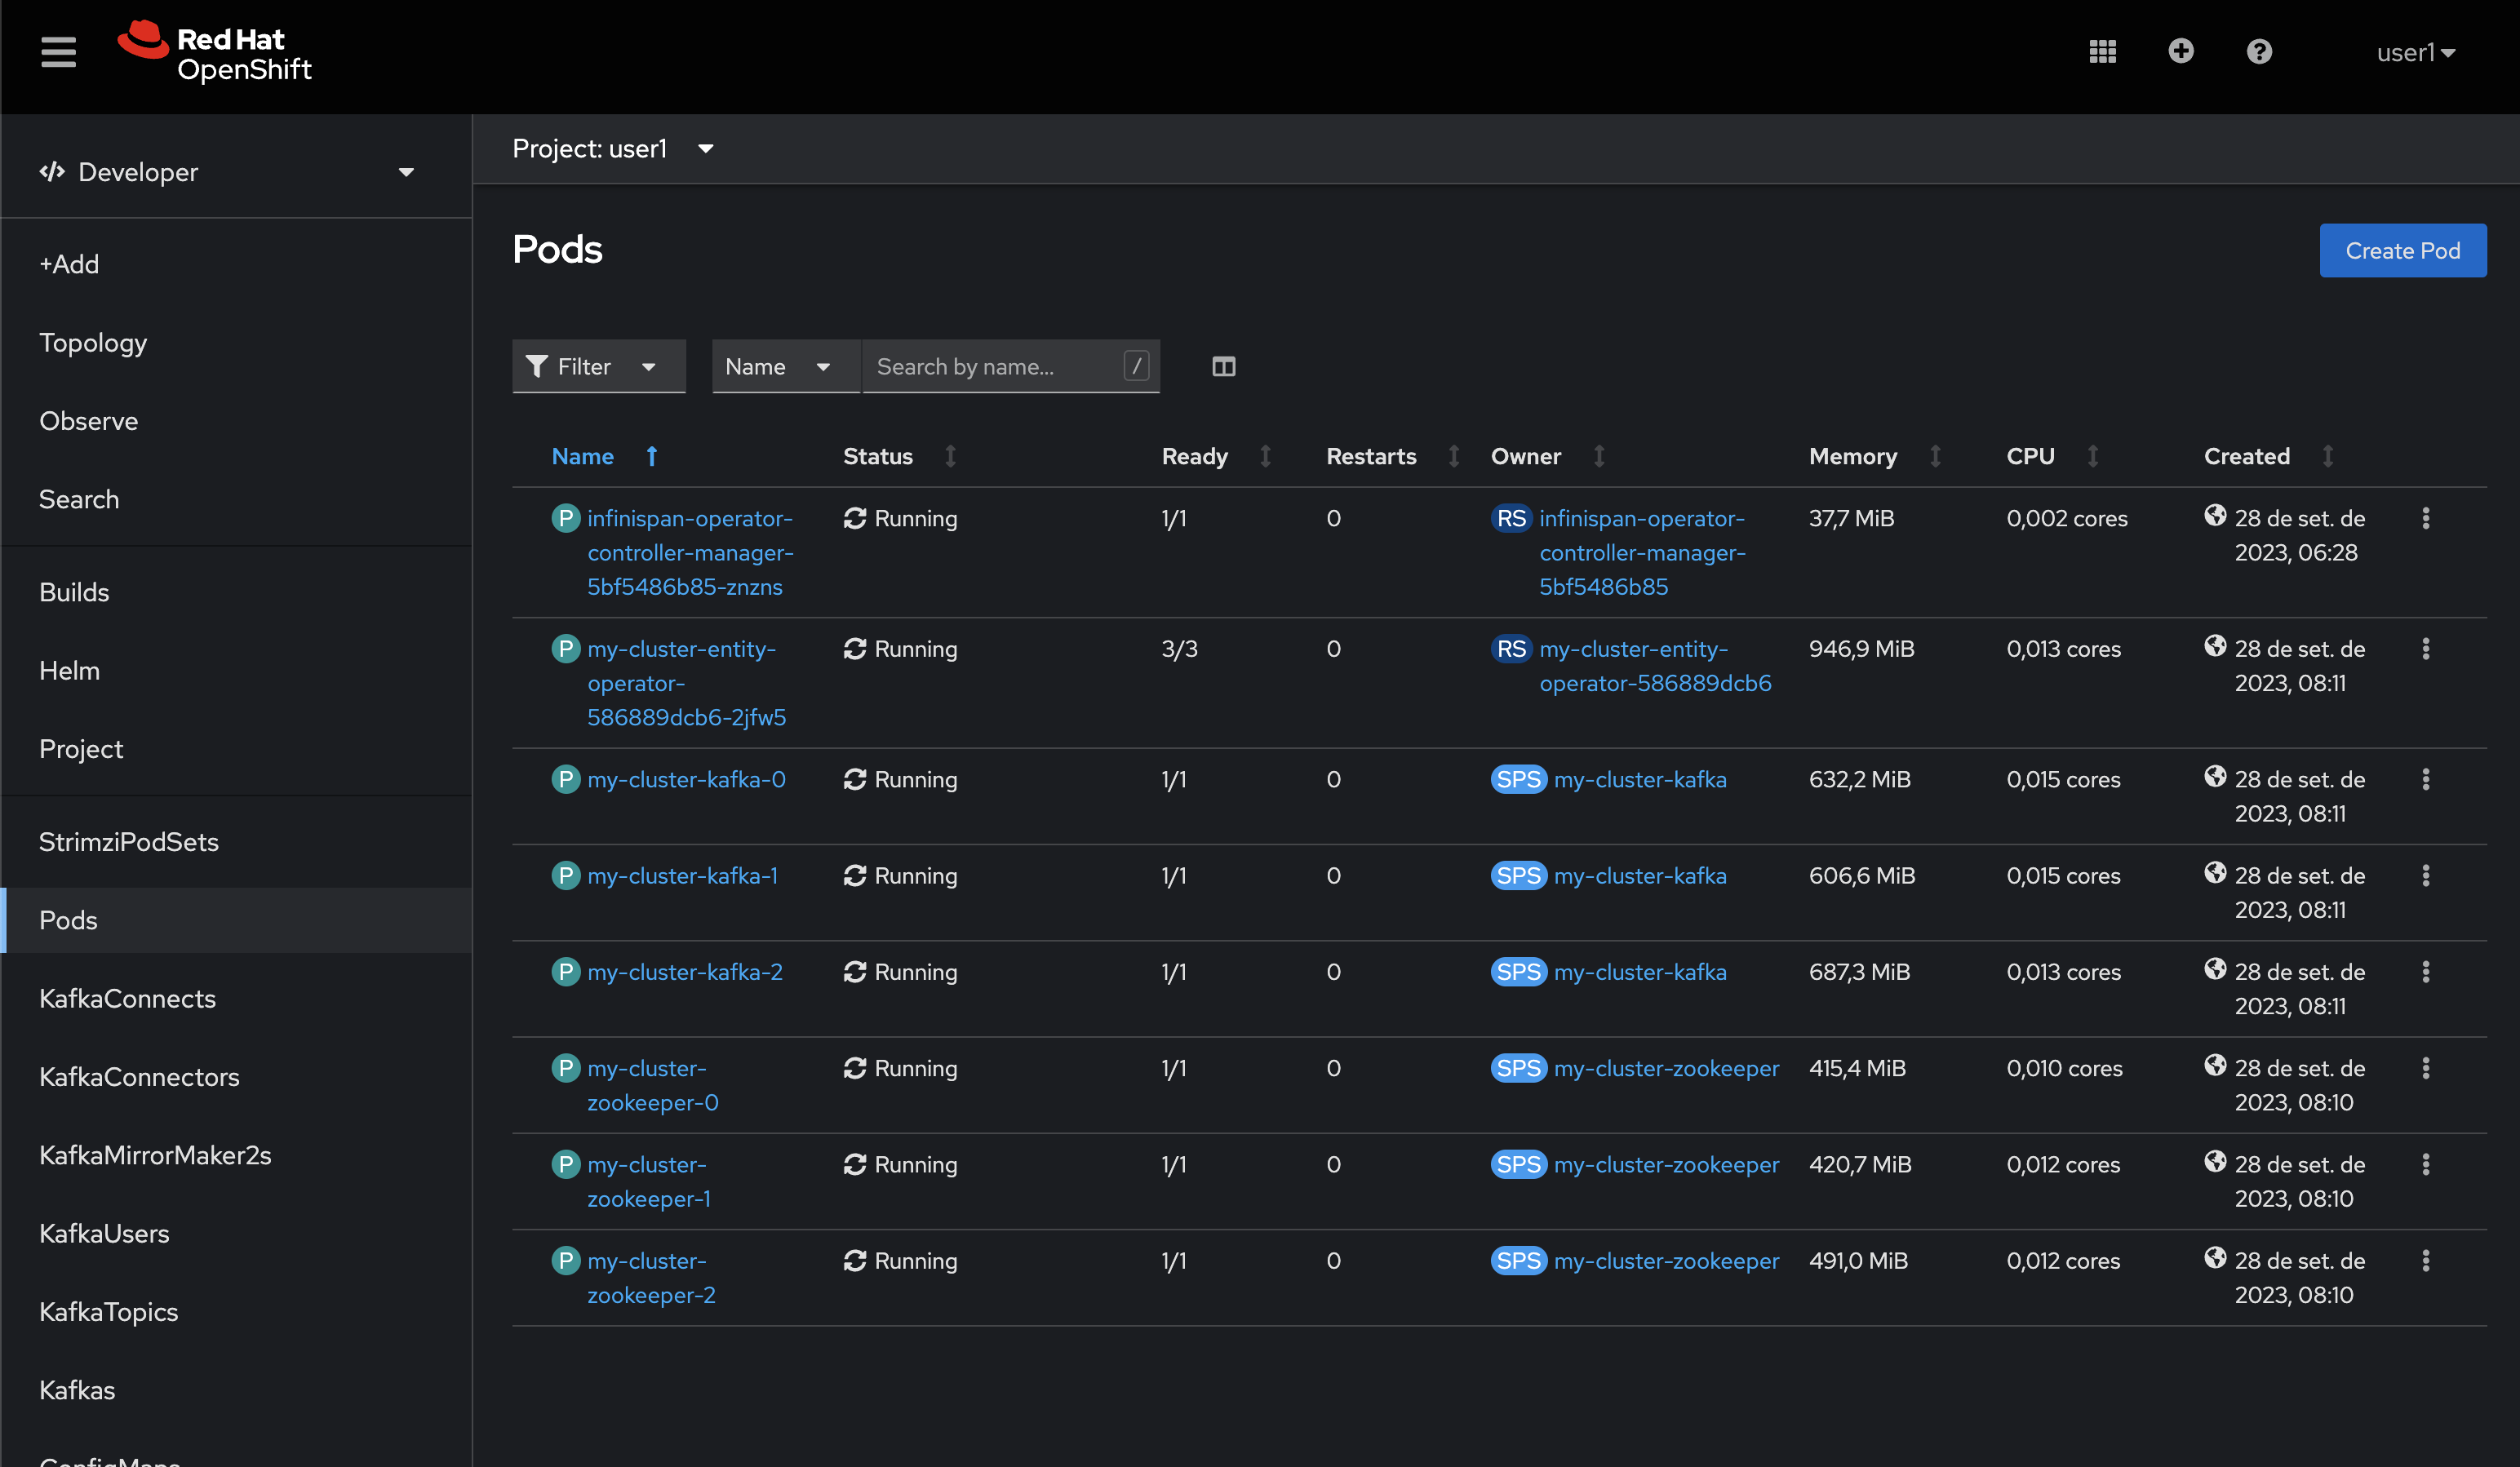 Red Hat
OpenShift
user1
Developer
+Add
Topology
Observe
Search
Builds
Helm
Project
StrimziPodSets
Pods
KafkaConnects
KafkaConnectors
KafkaMirrorMaker2s
KafkaUsers
KafkaTopics
Kafkas
ConfigMaps
Project: user1
Pods
Create Pod
Filter
Name
Search by name...
/
Name Status Ready Restarts Owner Memory CPU Created
P infinispan-operator- Running 1/1 0 RS infinispan-operator- 37,7 MiB 0,002 cores 28 de set. de
controller-manager- controller-manager- 2023, 06:28
5bf5486b85-znzns 5bf5486b85
P my-cluster-entity- Running 3/3 0 RS my-cluster-entity- 946,9 MiB 0,013 cores 28 de set. de
operator- operator-586889dcb6 2023, 08:11
586889dcb6-2jfw5
P my-cluster-kafka-0 Running 1/1 0 SPS my-cluster-kafka 632,2 MiB 0,015 cores 28 de set. de
2023, 08:11
P my-cluster-kafka-1 Running 1/1 0 SPS my-cluster-kafka 606,6 MiB 0,015 cores 28 de set. de
2023, 08:11
P my-cluster-kafka-2 Running 1/1 0 SPS my-cluster-kafka 687,3 MiB 0,013 cores 28 de set. de
2023, 08:11
P my-cluster- Running 1/1 0 SPS my-cluster-zookeeper 415,4 MiB 0,010 cores 28 de set. de
zookeeper-0 2023, 08:10
P my-cluster- Running 1/1 0 SPS my-cluster-zookeeper 420,7 MiB 0,012 cores 28 de set. de
zookeeper-1 2023, 08:10
P my-cluster- Running 1/1 0 SPS my-cluster-zookeeper 491,0 MiB 0,012 cores 28 de set. de
zookeeper-2 2023, 08:10